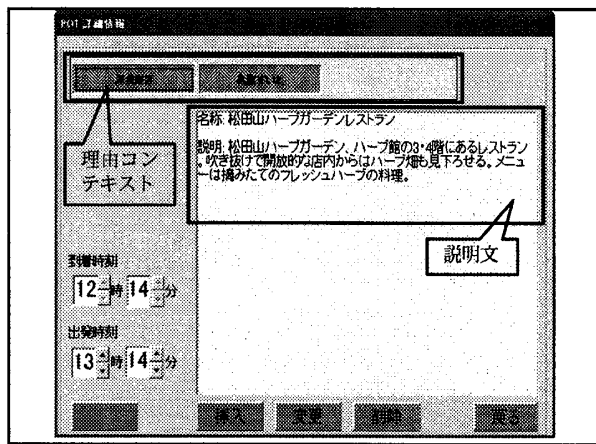 POI 詳細情報
名称: 松田山ハーブガーデンレストラン
説明: 松田山ハーブガーデン、ハーブ館の3・4階にあるレストラン
。吹き抜けで開放的な店内からはハーブ畑も見下ろせる。メニュ
ーは摘みたてのフレッシュハーブの料理。
理由コン
テキスト
説明文
到着時刻
12 時 14 分
出発時刻
13 時 14 分
挿入 変更 削除 戻る